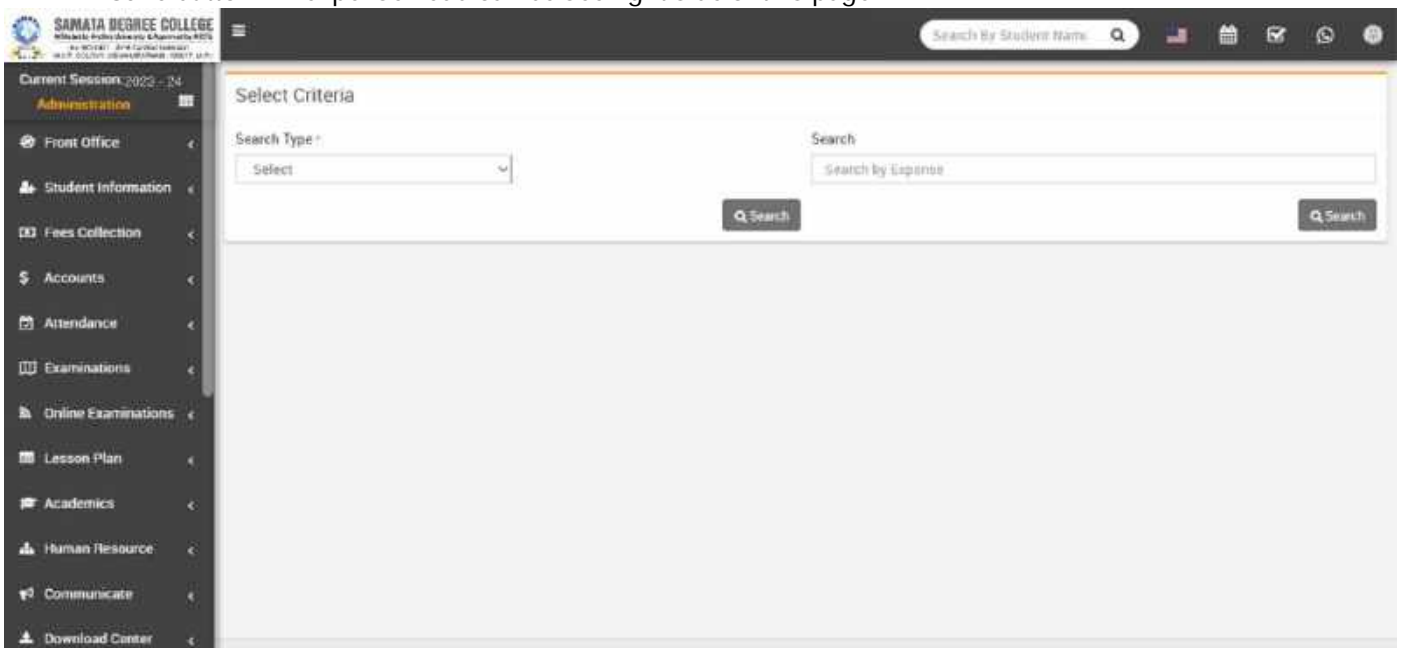 SAMATA DEGREE COLLEGE
Search By Student Name
Current Session: 2023 - 24
Administration
Select Criteria
Front Office
Search Type *
Search
Select
Search by Expense
Student Information
Search
Search
Fees Collection
Accounts
Attendance
Examinations
Online Examinations
Lesson Plan
Academics
Human Resource
Communicate
Download Center